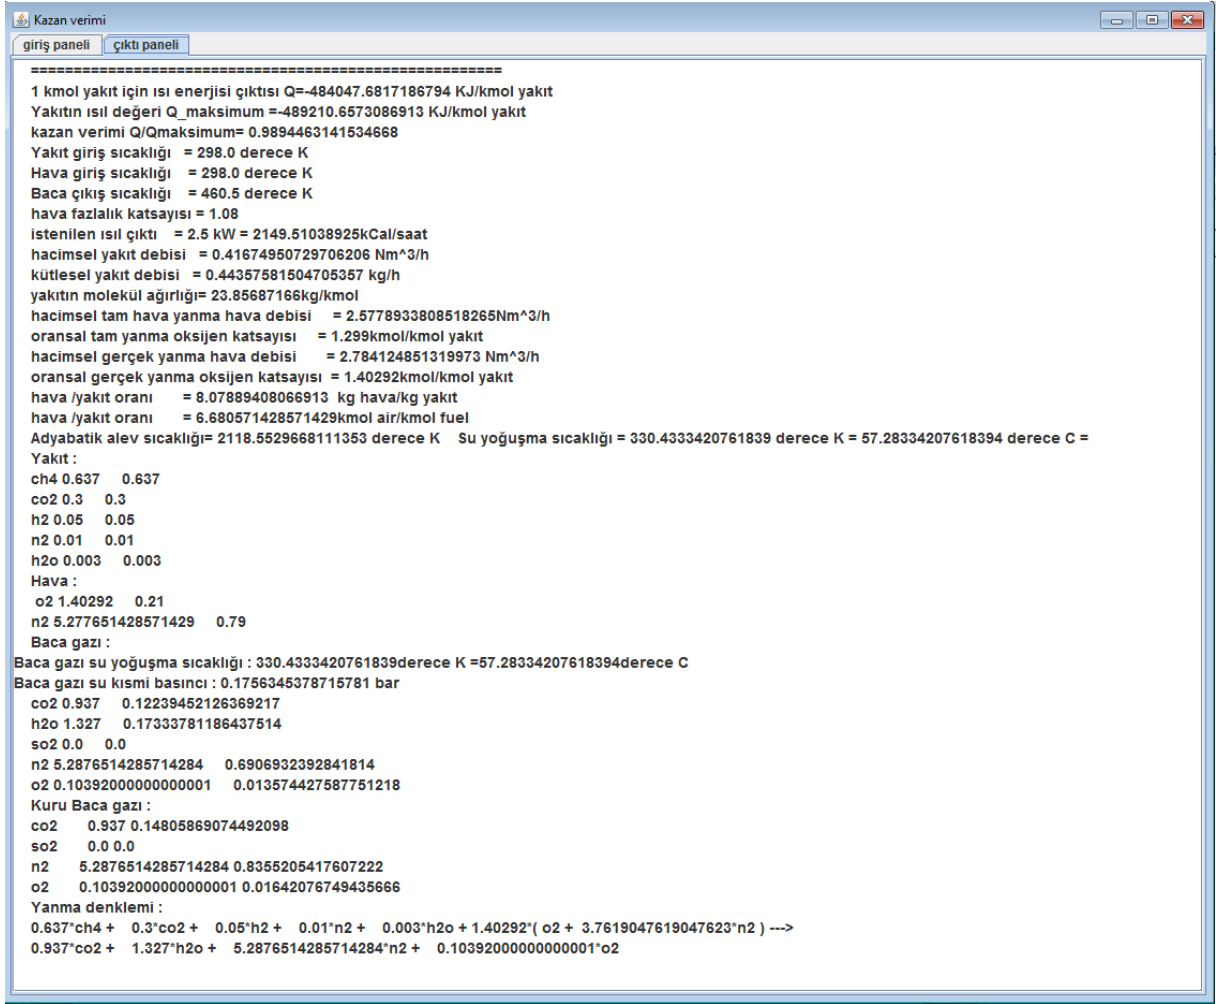 Kazan verimi
giriş paneli çıktı paneli
======================================================
1 kmol yakıt için ısı enerjisi çıktısı Q=-484047.6817186794 KJ/kmol yakıt
Yakıtın ısıl değeri Q_maksimum =-489210.6573086913 KJ/kmol yakıt
kazan verimi Q/Qmaksimum= 0.9894463141534668
Yakıt giriş sıcaklığı = 298.0 derece K
Hava giriş sıcaklığı = 298.0 derece K
Baca çıkış sıcaklığı = 460.5 derece K
hava fazlalık katsayısı = 1.08
istenilen ısıl çıktı = 2.5 kW = 2149.51038925kCal/saat
hacimsel yakıt debisi = 0.41674950729706206 Nm^3/h
kütlesel yakıt debisi = 0.44357581504705357 kg/h
yakıtın molekül ağırlığı= 23.85687166kg/kmol
hacimsel tam hava yanma hava debisi = 2.5778933808518265Nm^3/h
oransal tam yanma oksijen katsayısı = 1.299kmol/kmol yakıt
hacimsel gerçek yanma hava debisi = 2.784124851319973 Nm^3/h
oransal gerçek yanma oksijen katsayısı = 1.40292kmol/kmol yakıt
hava /yakıt oranı = 8.07889408066913 kg hava/kg yakıt
hava /yakıt oranı = 6.680571428571429kmol air/kmol fuel
Adyabatik alev sıcaklığı= 2118.5529668111353 derece K Su yoğuşma sıcaklığı = 330.4333420761839 derece K = 57.28334207618394 derece C =
Yakıt :
ch4 0.637 0.637
co2 0.3 0.3
h2 0.05 0.05
n2 0.01 0.01
h2o 0.003 0.003
Hava :
o2 1.40292 0.21
n2 5.277651428571429 0.79
Baca gazı :
Baca gazı su yoğuşma sıcaklığı : 330.4333420761839derece K =57.28334207618394derece C
Baca gazı su kısmi basıncı : 0.1756345378715781 bar
co2 0.937 0.12239452126369217
h2o 1.327 0.17333781186437514
so2 0.0 0.0
n2 5.2876514285714284 0.6906932392841814
o2 0.10392000000000001 0.013574427587751218
Kuru Baca gazı :
co2 0.937 0.14805869074492098
so2 0.0 0.0
n2 5.2876514285714284 0.8355205417607222
o2 0.10392000000000001 0.01642076749435666
Yanma denklemi :
0.637*ch4 + 0.3*co2 + 0.05*h2 + 0.01*n2 + 0.003*h2o + 1.40292*( o2 + 3.7619047619047623*n2 ) --->
0.937*co2 + 1.327*h2o + 5.2876514285714284*n2 + 0.10392000000000001*o2